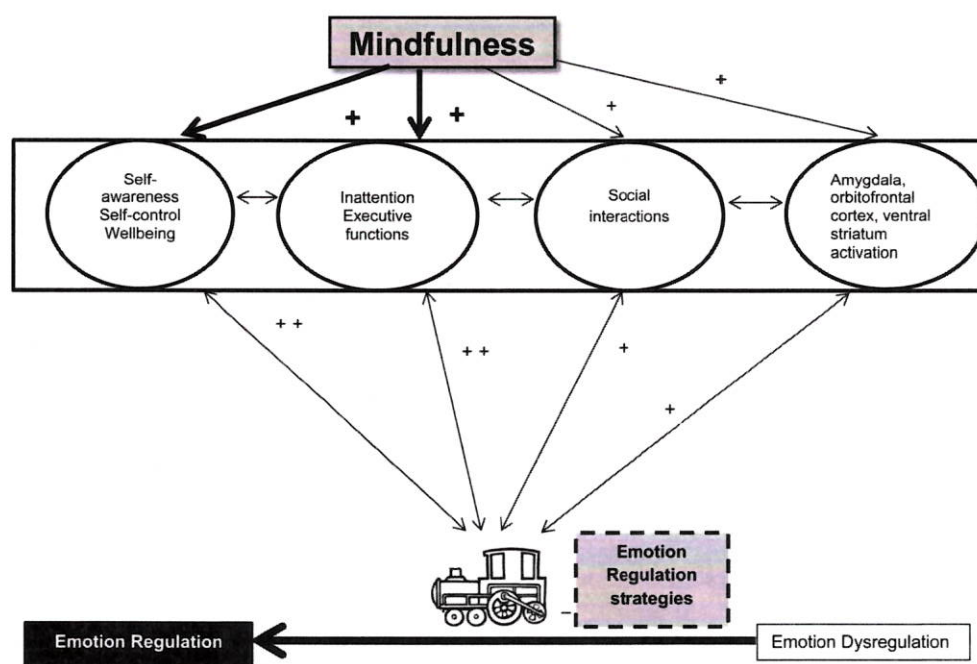 Mindfulness
+
+
+
+
Self-
awareness
Self-control
Wellbeing
Inattention
Executive
functions
Social
interactions
Amygdala,
orbitofrontal
cortex, ventral
striatum
activation
+ +
+ +
+
+
Emotion
Regulation
strategies
Emotion Regulation
Emotion Dysregulation